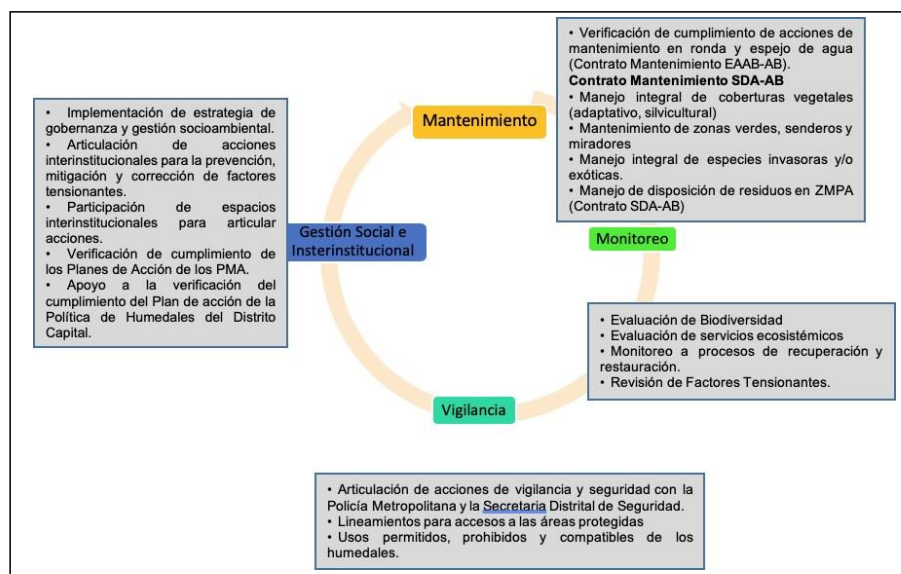 • Verificación de cumplimiento de acciones de
mantenimiento en ronda y espejo de agua
(Contrato Mantenimiento EAAB-AB).
Contrato Mantenimiento SDA-AB
• Manejo integral de coberturas vegetales
(adaptativo, silvicultural)
• Mantenimiento de zonas verdes, senderos y
miradores
• Manejo integral de especies invasoras y/o
exóticas.
• Manejo de disposición de residuos en ZMPA
(Contrato SDA-AB)
Mantenimiento
• Implementación de estrategia de
gobernanza y gestión socioambiental.
• Articulación de acciones
interinstitucionales para la prevención,
mitigación y corrección de factores
tensionantes.
• Participación de espacios
interinstitucionales para articular
acciones.
• Verificación de cumplimiento de
los Planes de Acción de los PMA.
• Apoyo a la verificación del
cumplimiento del Plan de acción de la
Política de Humedales del Distrito
Capital.
Gestión Social e
Insterinstitucional
Monitoreo
• Evaluación de Biodiversidad
• Evaluación de servicios ecosistémicos
• Monitoreo a procesos de recuperación y
restauración.
• Revisión de Factores Tensionantes.
Vigilancia
• Articulación de acciones de vigilancia y seguridad con la
Policía Metropolitana y la Secretaria Distrital de Seguridad.
• Lineamientos para accesos a las áreas protegidas
• Usos permitidos, prohibidos y compatibles de los
humedales.